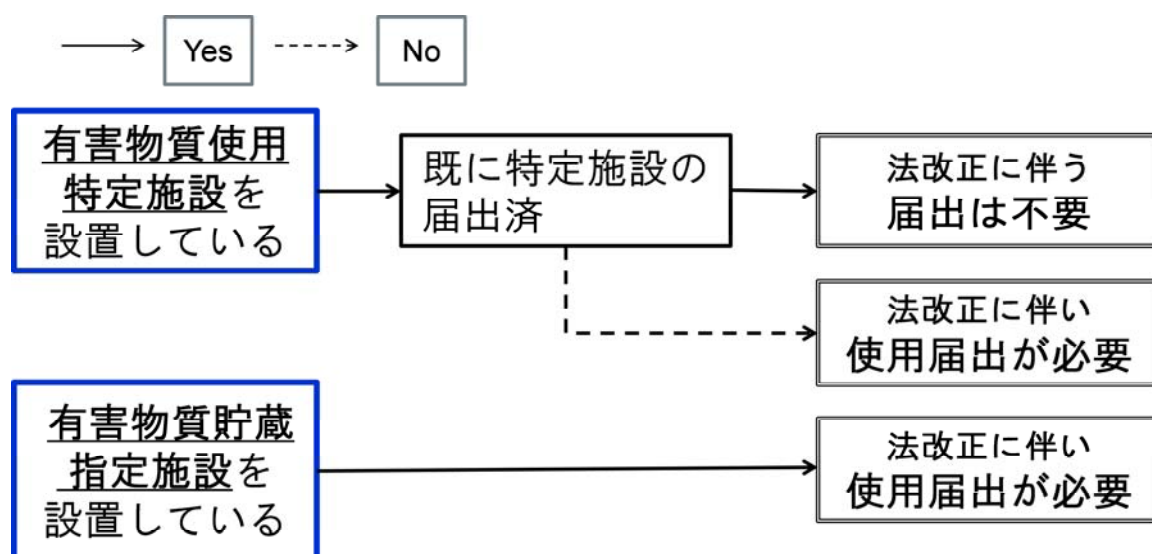 Yes
No
有害物質使用
特定施設を
設置している
既に特定施設の
届出済
法改正に伴う
届出は不要
法改正に伴い
使用届出が必要
有害物質貯蔵
指定施設を
設置している
法改正に伴い
使用届出が必要